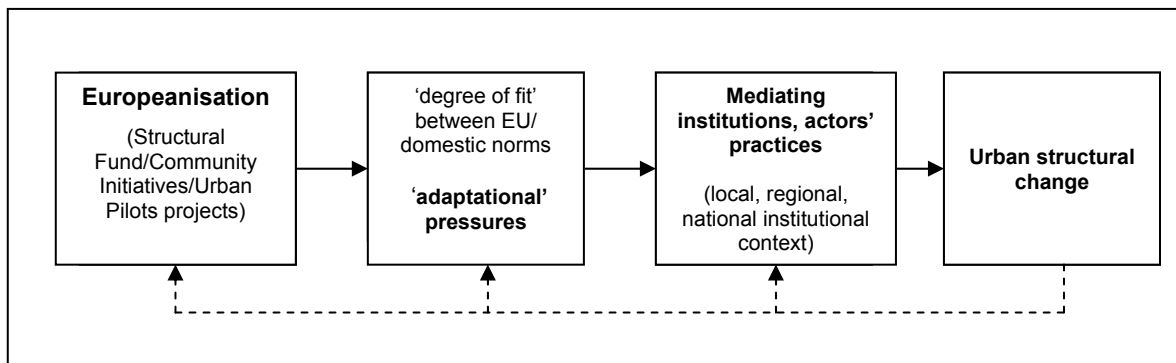 Europeanisation
(Structural
Fund/Community
Initiatives/Urban
Pilots projects)
‘degree of fit’
between EU/
domestic norms
‘adaptational’
pressures
Mediating
institutions, actors’
practices
(local, regional,
national institutional
context)
Urban structural
change